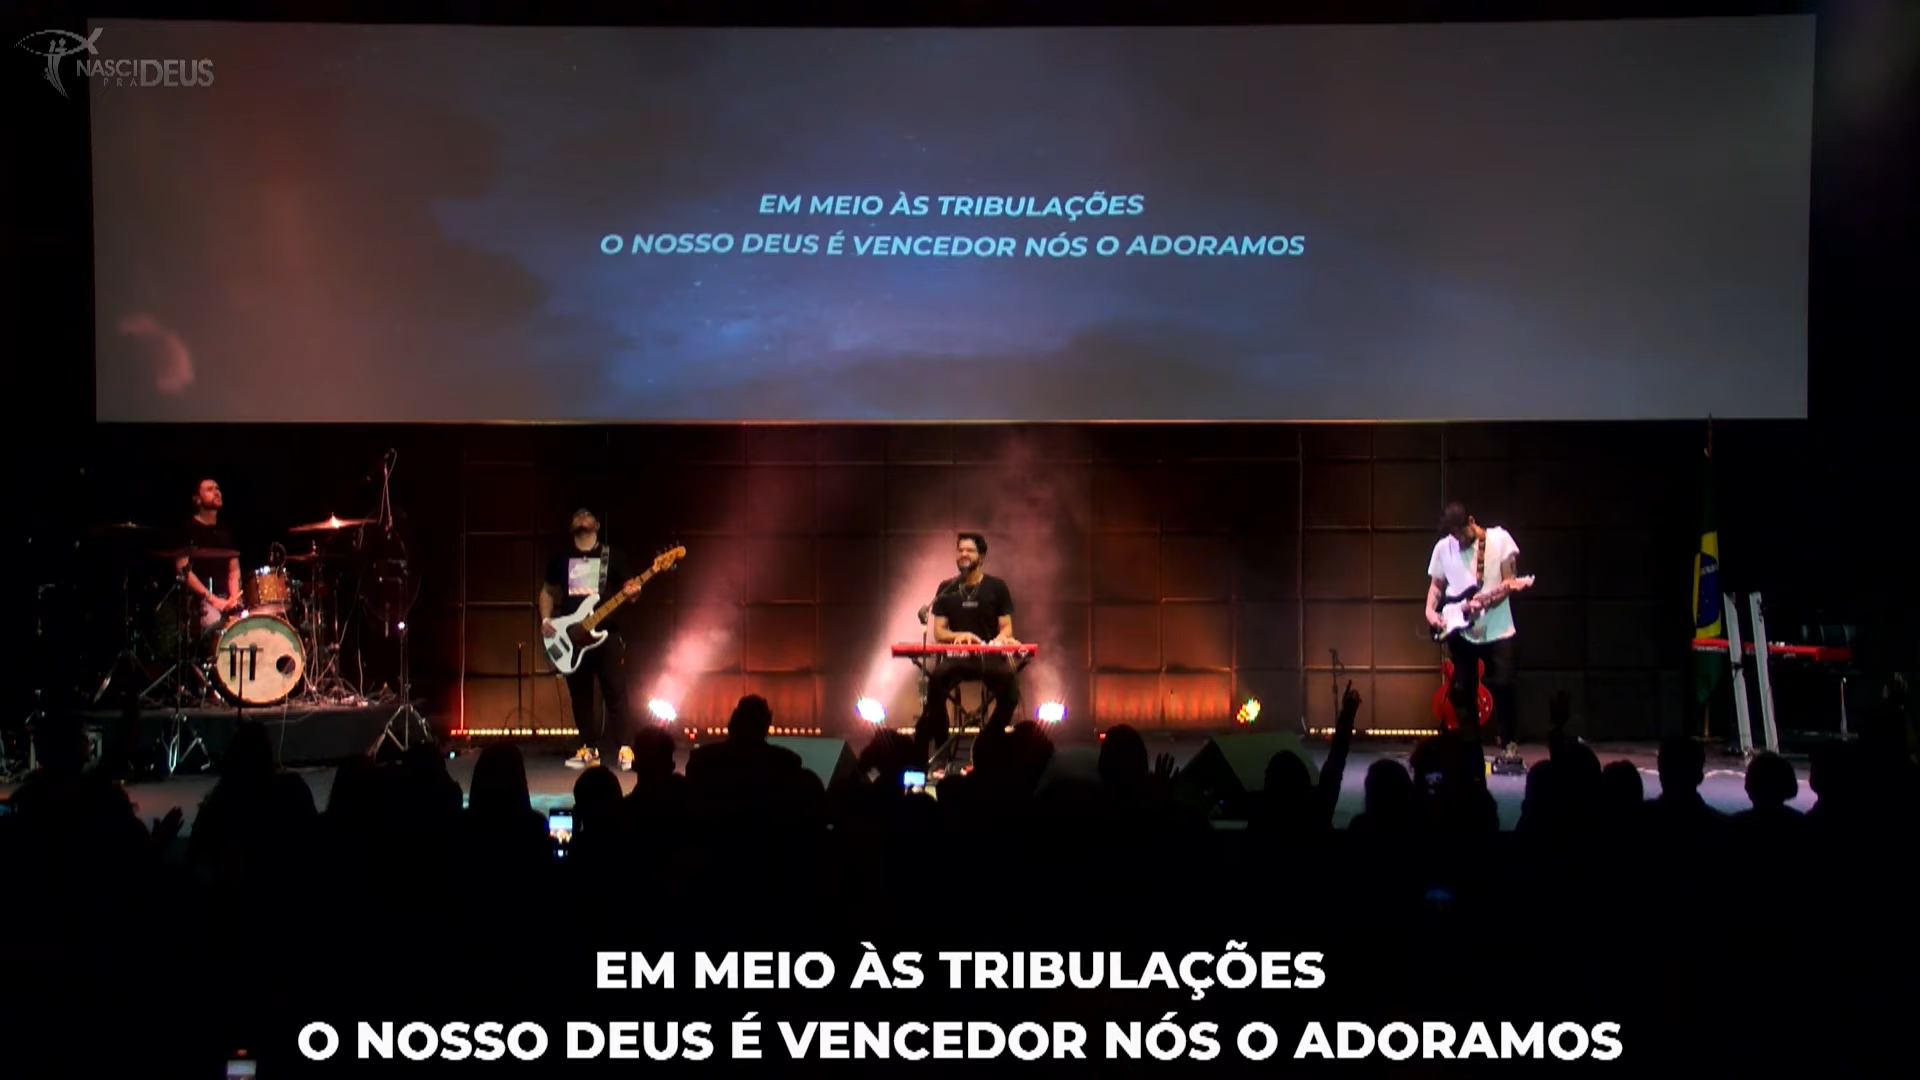 NASCI
PRA
DEUS
EM MEIO ÀS TRIBULAÇÕES
O NOSSO DEUS É VENCEDOR NÓS O ADORAMOS
EM MEIO ÀS TRIBULAÇÕES
O NOSSO DEUS É VENCEDOR NÓS O ADORAMOS